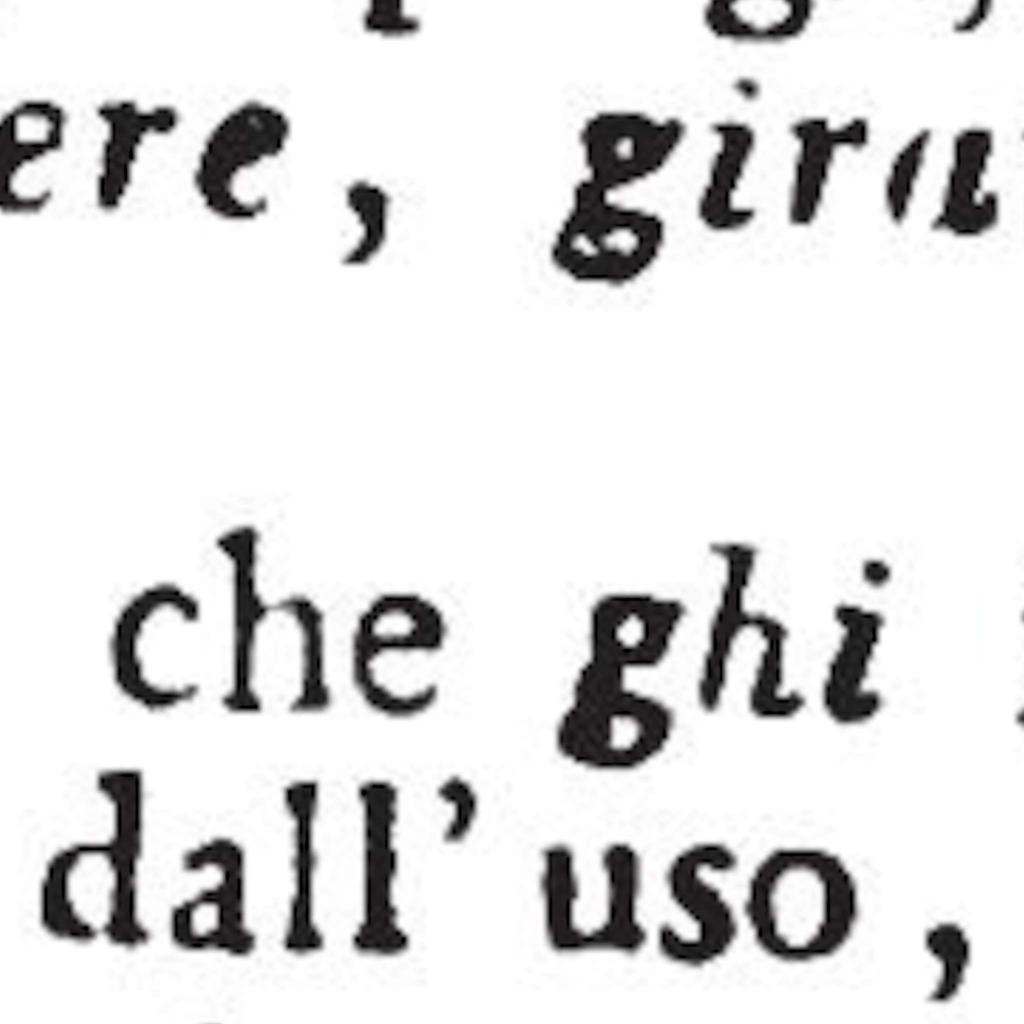 ere, gira
che ghi
dall' uso,